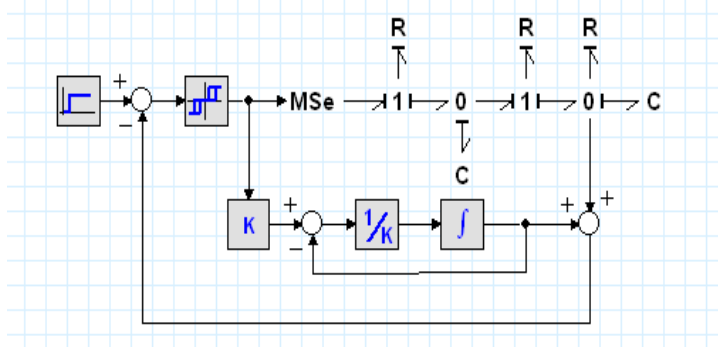 R R R
+
MSe 1 0 1 0 C
−
C
+ + +
K 1/K ∫
−